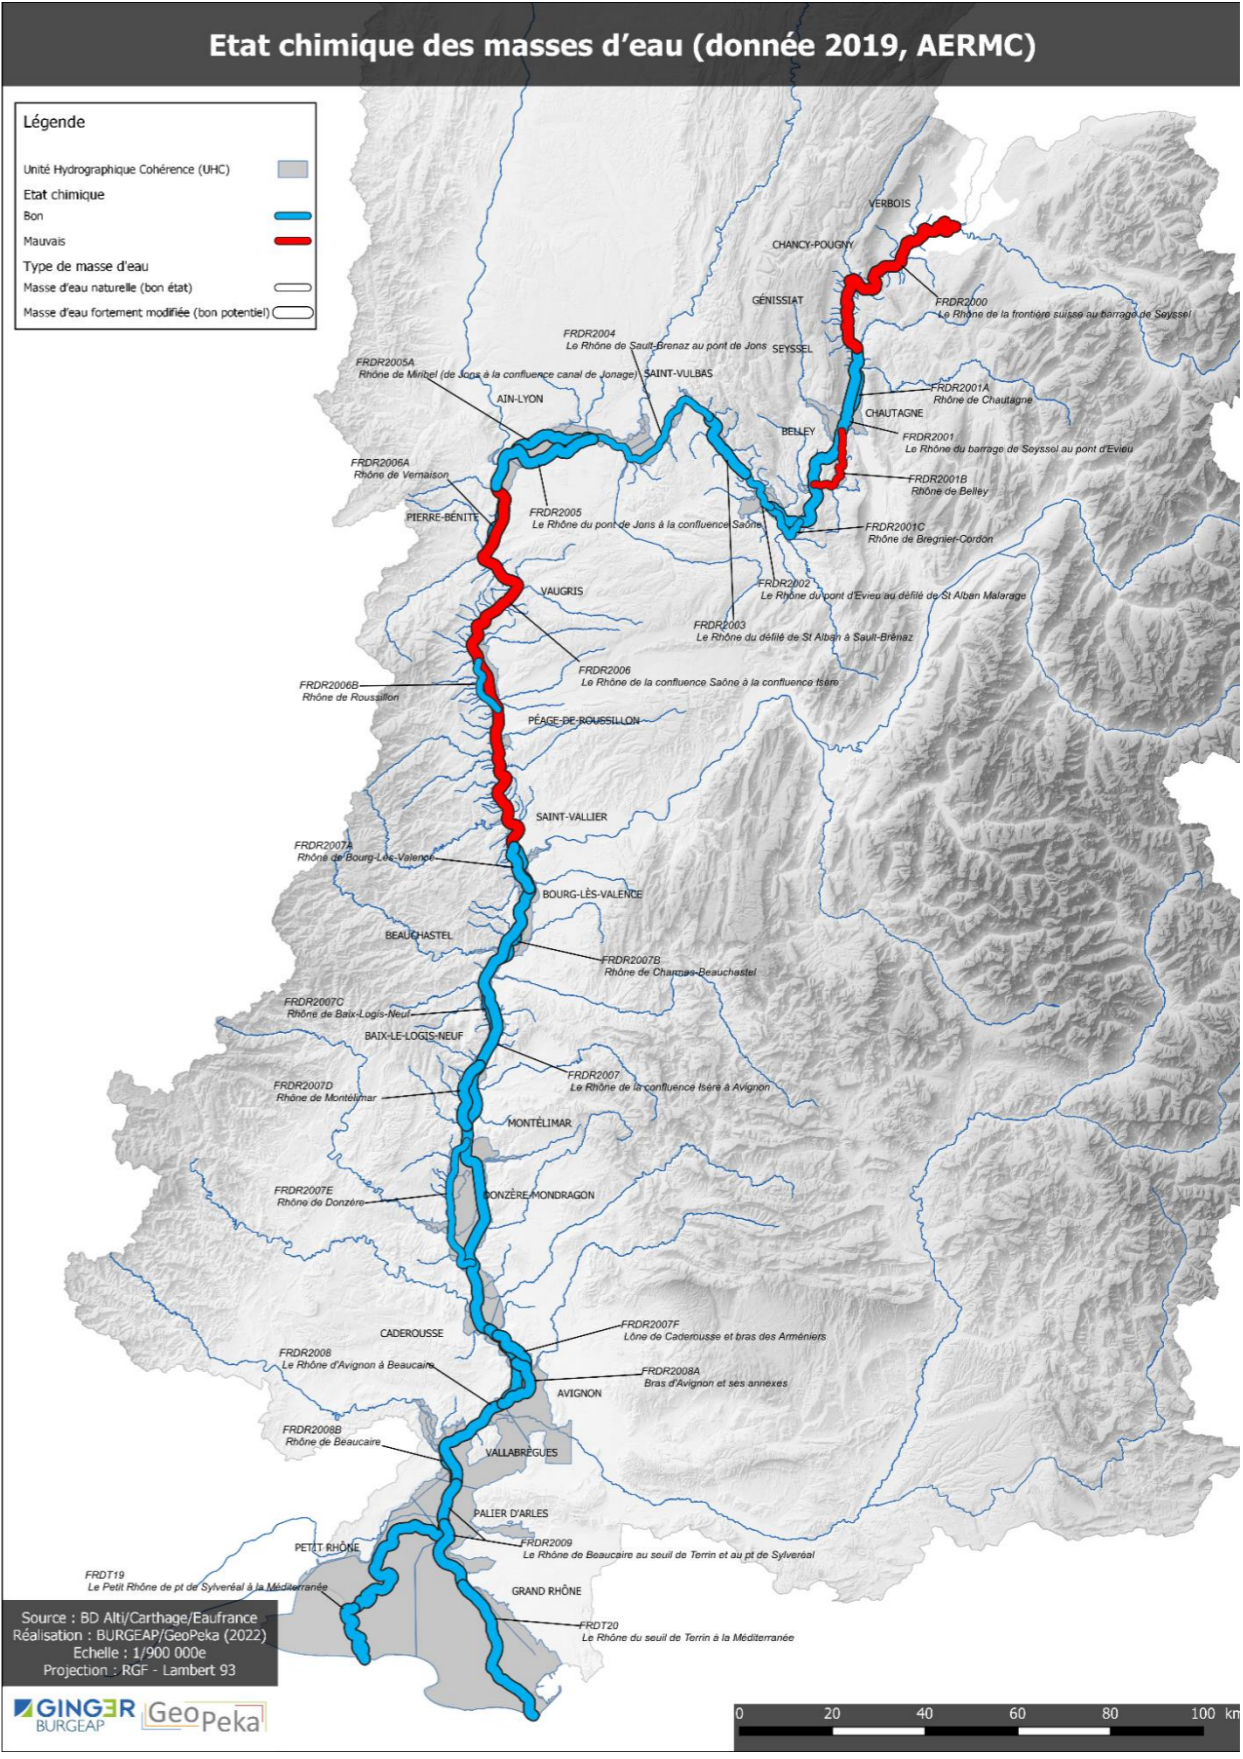 Etat chimique des masses d'eau (donnée 2019, AERMC)
Légende
Unité Hydrographique Cohérence (UHC)
Etat chimique
Bon
Mauvais
Type de masse d'eau
Masse d'eau naturelle (bon état)
Masse d'eau fortement modifiée (bon potentiel)
VERBOIS
CHANCY-POUGNY
GÉNISSIAT
FRDR2000
Le Rhône de la frontière suisse au barrage de Seyssel
FRDR2004
Le Rhône de Sault-Brenaz au pont de Jons
SEYSSEL
FRDR2005A
Rhône de Miribel (de Jons à la confluence canal de Jonage)
SAINT-VULBAS
FRDR2001A
Rhône de Chautagne
AIN-LYON
CHAUTAGNE
BELLEY
FRDR2001
Le Rhône du barrage de Seyssel au pont d'Evieu
FRDR2006A
Rhône de Vernaison
FRDR2001B
Rhône de Belley
PIERRE-BÉNITE
FRDR2005
Le Rhône du pont de Jons à la confluence Saône
FRDR2001C
Rhône de Bregnier-Cordon
FRDR2002
Le Rhône du pont d'Evieu au défilé de St Alban Malarage
VAUGRIS
FRDR2003
Le Rhône du défilé de St Alban à Sault-Brénaz
FRDR2006
Le Rhône de la confluence Saône à la confluence Isère
FRDR2006B
Rhône de Roussillon
PÉAGE-DE-ROUSSILLON
SAINT-VALLIER
FRDR2007A
Rhône de Bourg-Lès-Valence
BOURG-LÈS-VALENCE
BEAUCHASTEL
FRDR2007B
Rhône de Charmes-Beauchastel
FRDR2007C
Rhône de Baix-Logis-Neuf
BAIX-LE-LOGIS-NEUF
FRDR2007
Le Rhône de la confluence Isère à Avignon
FRDR2007D
Rhône de Montélimar
MONTÉLIMAR
FRDR2007E
Rhône de Donzère
DONZÈRE-MONDRAGON
FRDR2007F
Lône de Caderousse et bras des Arméniers
CADEROUSSE
FRDR2008
Le Rhône d'Avignon à Beaucaire
FRDR2008A
Bras d'Avignon et ses annexes
AVIGNON
FRDR2008B
Rhône de Beaucaire
VALLABRÈGUES
PALIER D'ARLES
FRDR2009
Le Rhône de Beaucaire au seuil de Terrin et au pt de Sylveréal
PETIT RHÔNE
FRDT19
Le Petit Rhône de pt de Sylveréal à la Méditerranée
GRAND RHÔNE
FRDT20
Le Rhône du seuil de Terrin à la Méditerranée
Source : BD Alti/Carthage/Eaufrance
Réalisation : BURGEAP/GeoPeka (2022)
Echelle : 1/900 000e
Projection : RGF - Lambert 93
GINGER
BURGEAP
GeoPeka
0 20 40 60 80 100 km